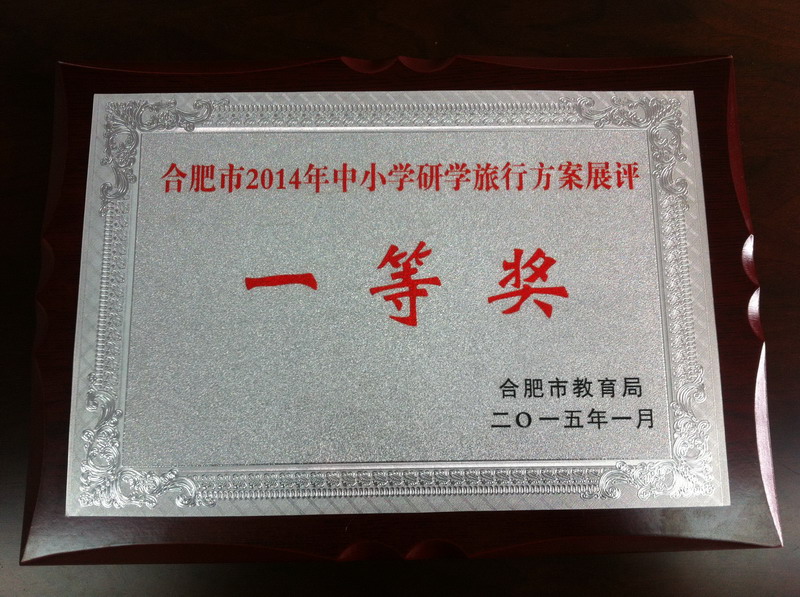 合肥市2014年中小学研学旅行方案展评
一等奖
合肥市教育局
二O一五年一月